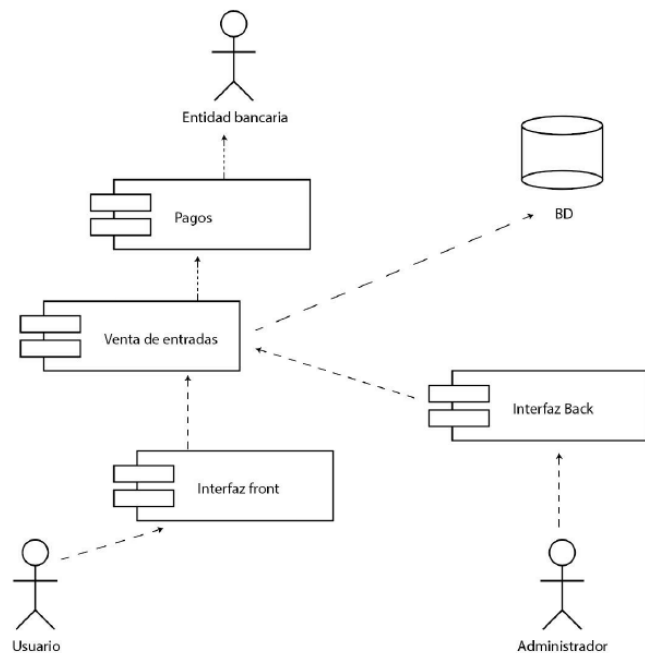 Entidad bancaria
Pagos
BD
Venta de entradas
Interfaz Back
Interfaz front
Usuario
Administrador